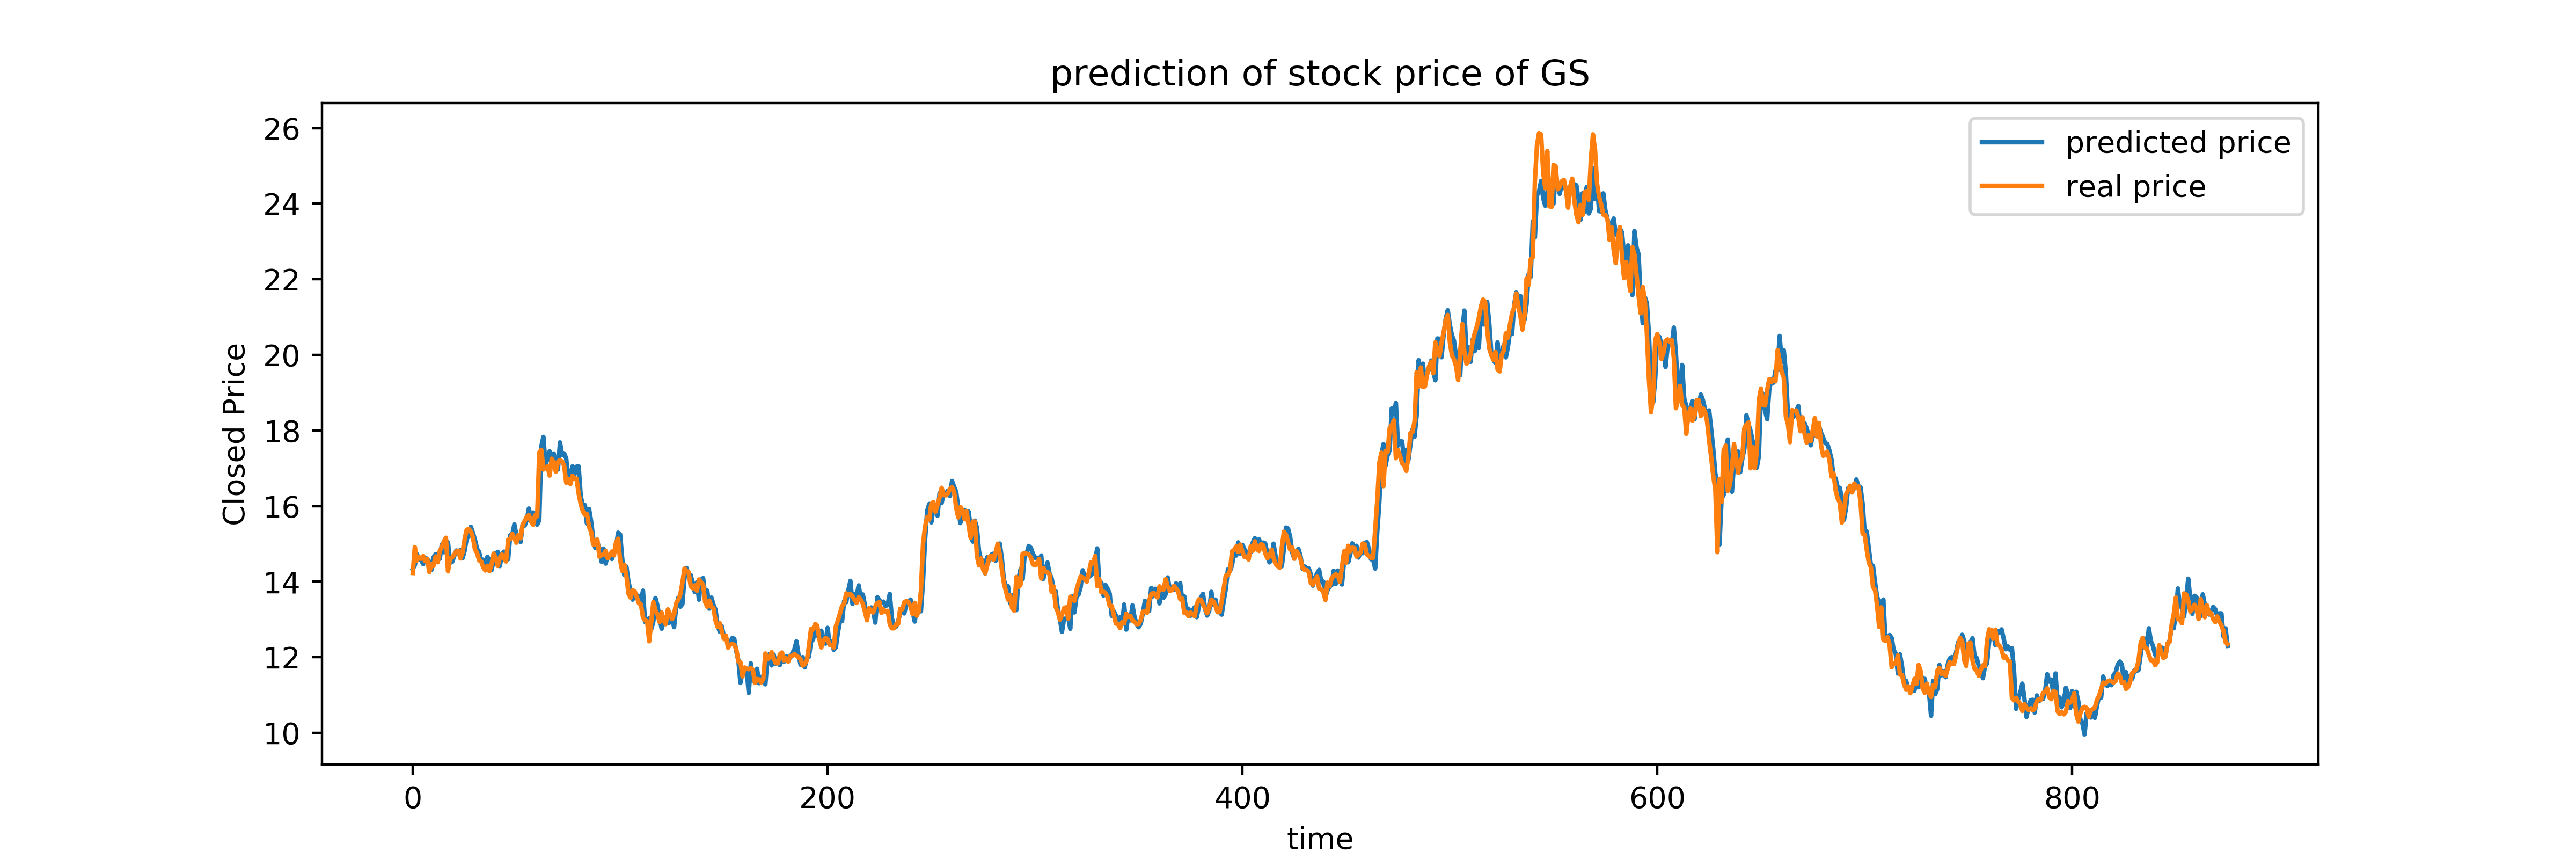 prediction of stock price of GS
predicted price
real price
Closed Price
26
24
22
20
18
16
14
12
10
0 200 400 600 800
time